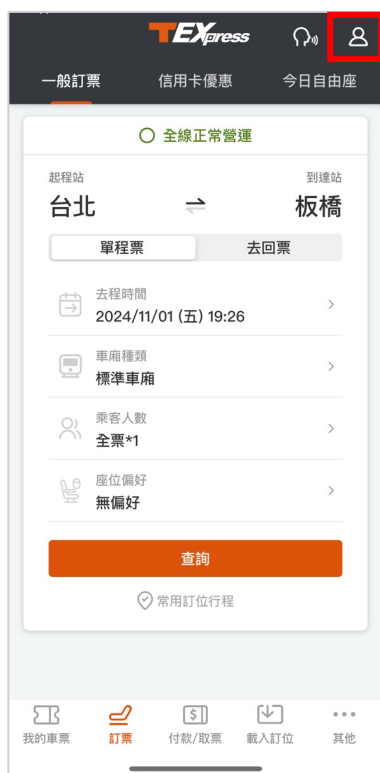 TEXpress
一般訂票 信用卡優惠 今日自由座
全線正常營運
起程站 到達站
台北 板橋
單程票 去回票
去程時間
2024/11/01 (五) 19:26
車廂種類
標準車廂
乘客人數
全票*1
座位偏好
無偏好
查詢
常用訂位行程
我的車票 訂票 付款/取票 載入訂位 其他